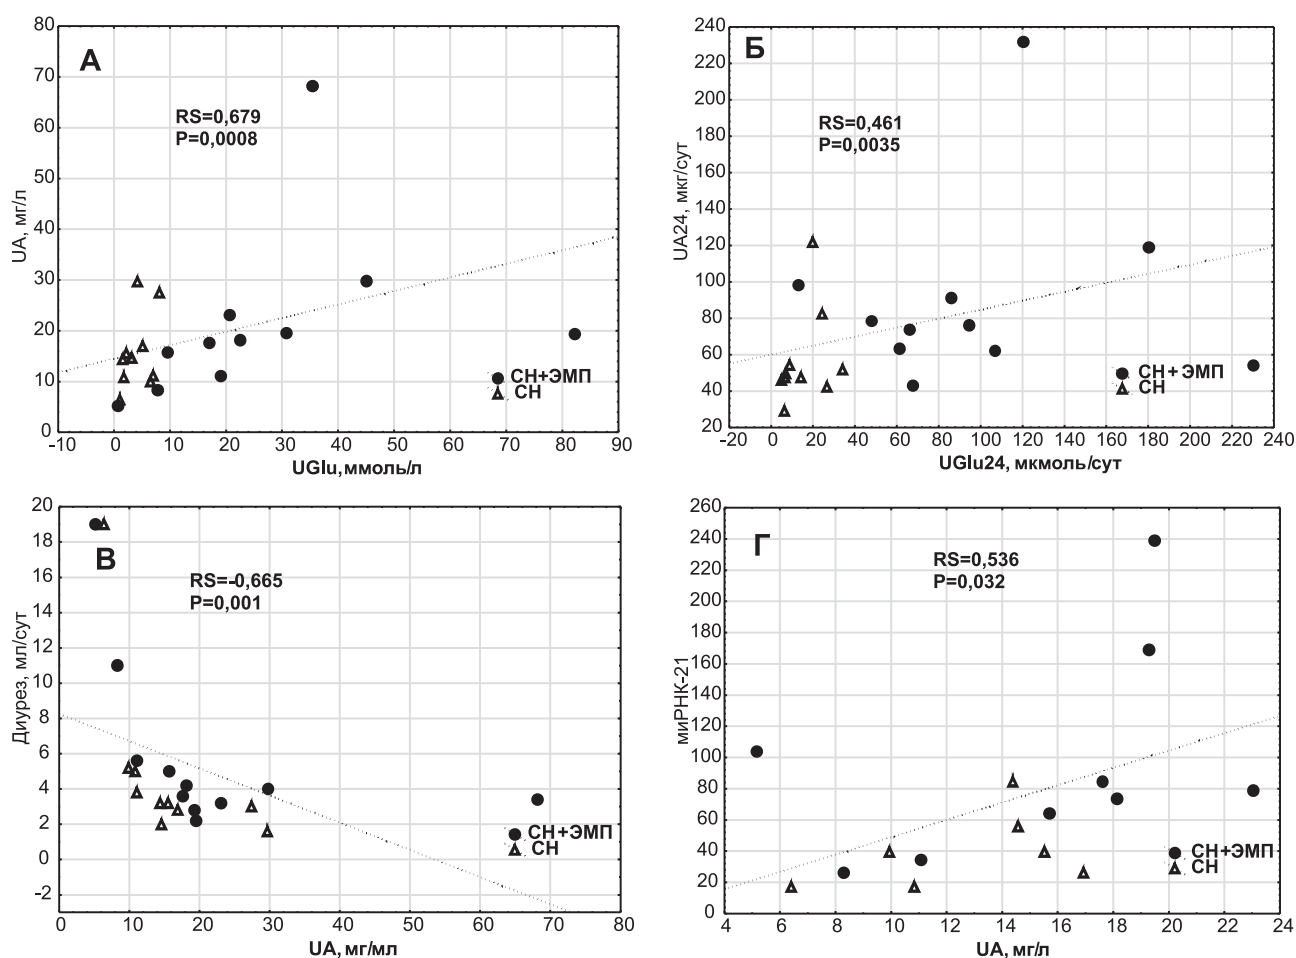 А
RS=0,679
P=0,0008
UA, мг/л
80
70
60
50
40
30
20
10
0
-10 0 10 20 30 40 50 60 70 80 90
UGlu, ммоль/л
СН+ЭМП
СН
Б
RS=0,461
P=0,0035
UA24, мкг/сут
240
220
200
180
160
140
120
100
80
60
40
20
-20 0 20 40 60 80 100 120 140 160 180 200 220 240
UGlu24, мкмоль/сут
СН+ЭМП
СН
В
RS=-0,665
P=0,001
Диурез, мл/сут
20
18
16
14
12
10
8
6
4
2
0
-2
0 10 20 30 40 50 60 70 80
UA, мг/мл
СН+ЭМП
СН
Г
RS=0,536
P=0,032
миРНК-21
260
240
220
200
180
160
140
120
100
80
60
40
20
0
4 6 8 10 12 14 16 18 20 22 24
UA, мг/л
СН+ЭМП
СН